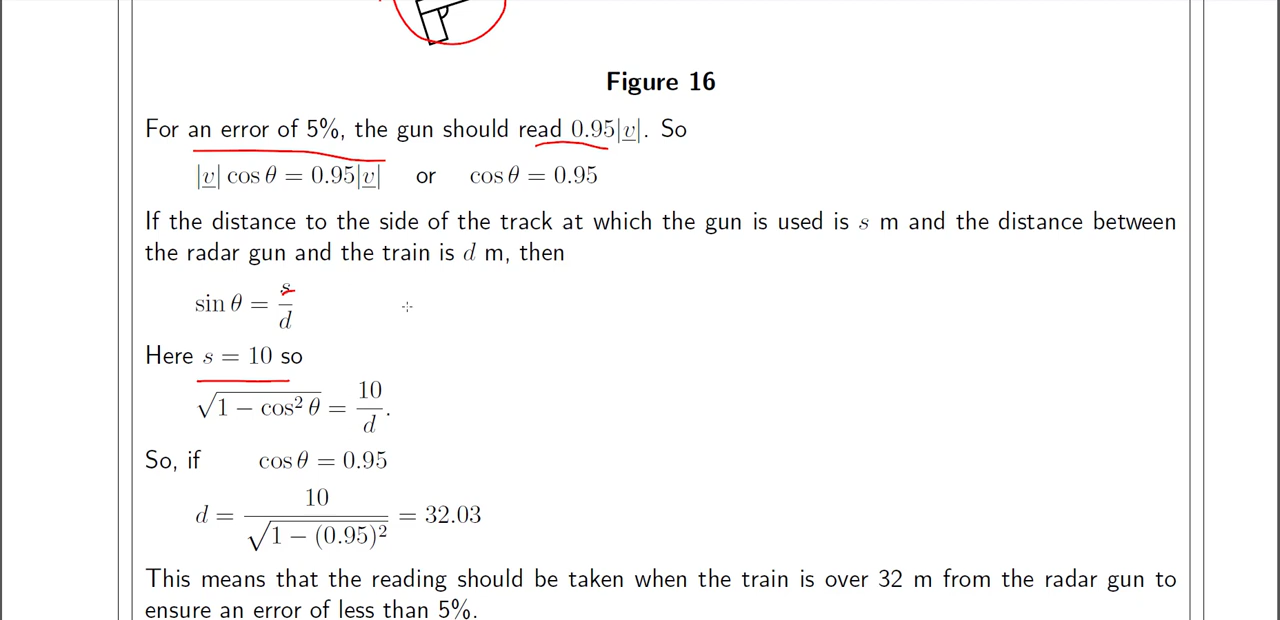 Figure 16
For an error of 5%, the gun should read 0.95|v|. So
|v| cos θ = 0.95|v| or cos θ = 0.95
If the distance to the side of the track at which the gun is used is s m and the distance between
the radar gun and the train is d m, then
sin θ = s/d
Here s = 10 so
√(1 − cos² θ) = 10/d.
So, if cos θ = 0.95
d = 10/√(1 − (0.95)²) = 32.03
This means that the reading should be taken when the train is over 32 m from the radar gun to
ensure an error of less than 5%.